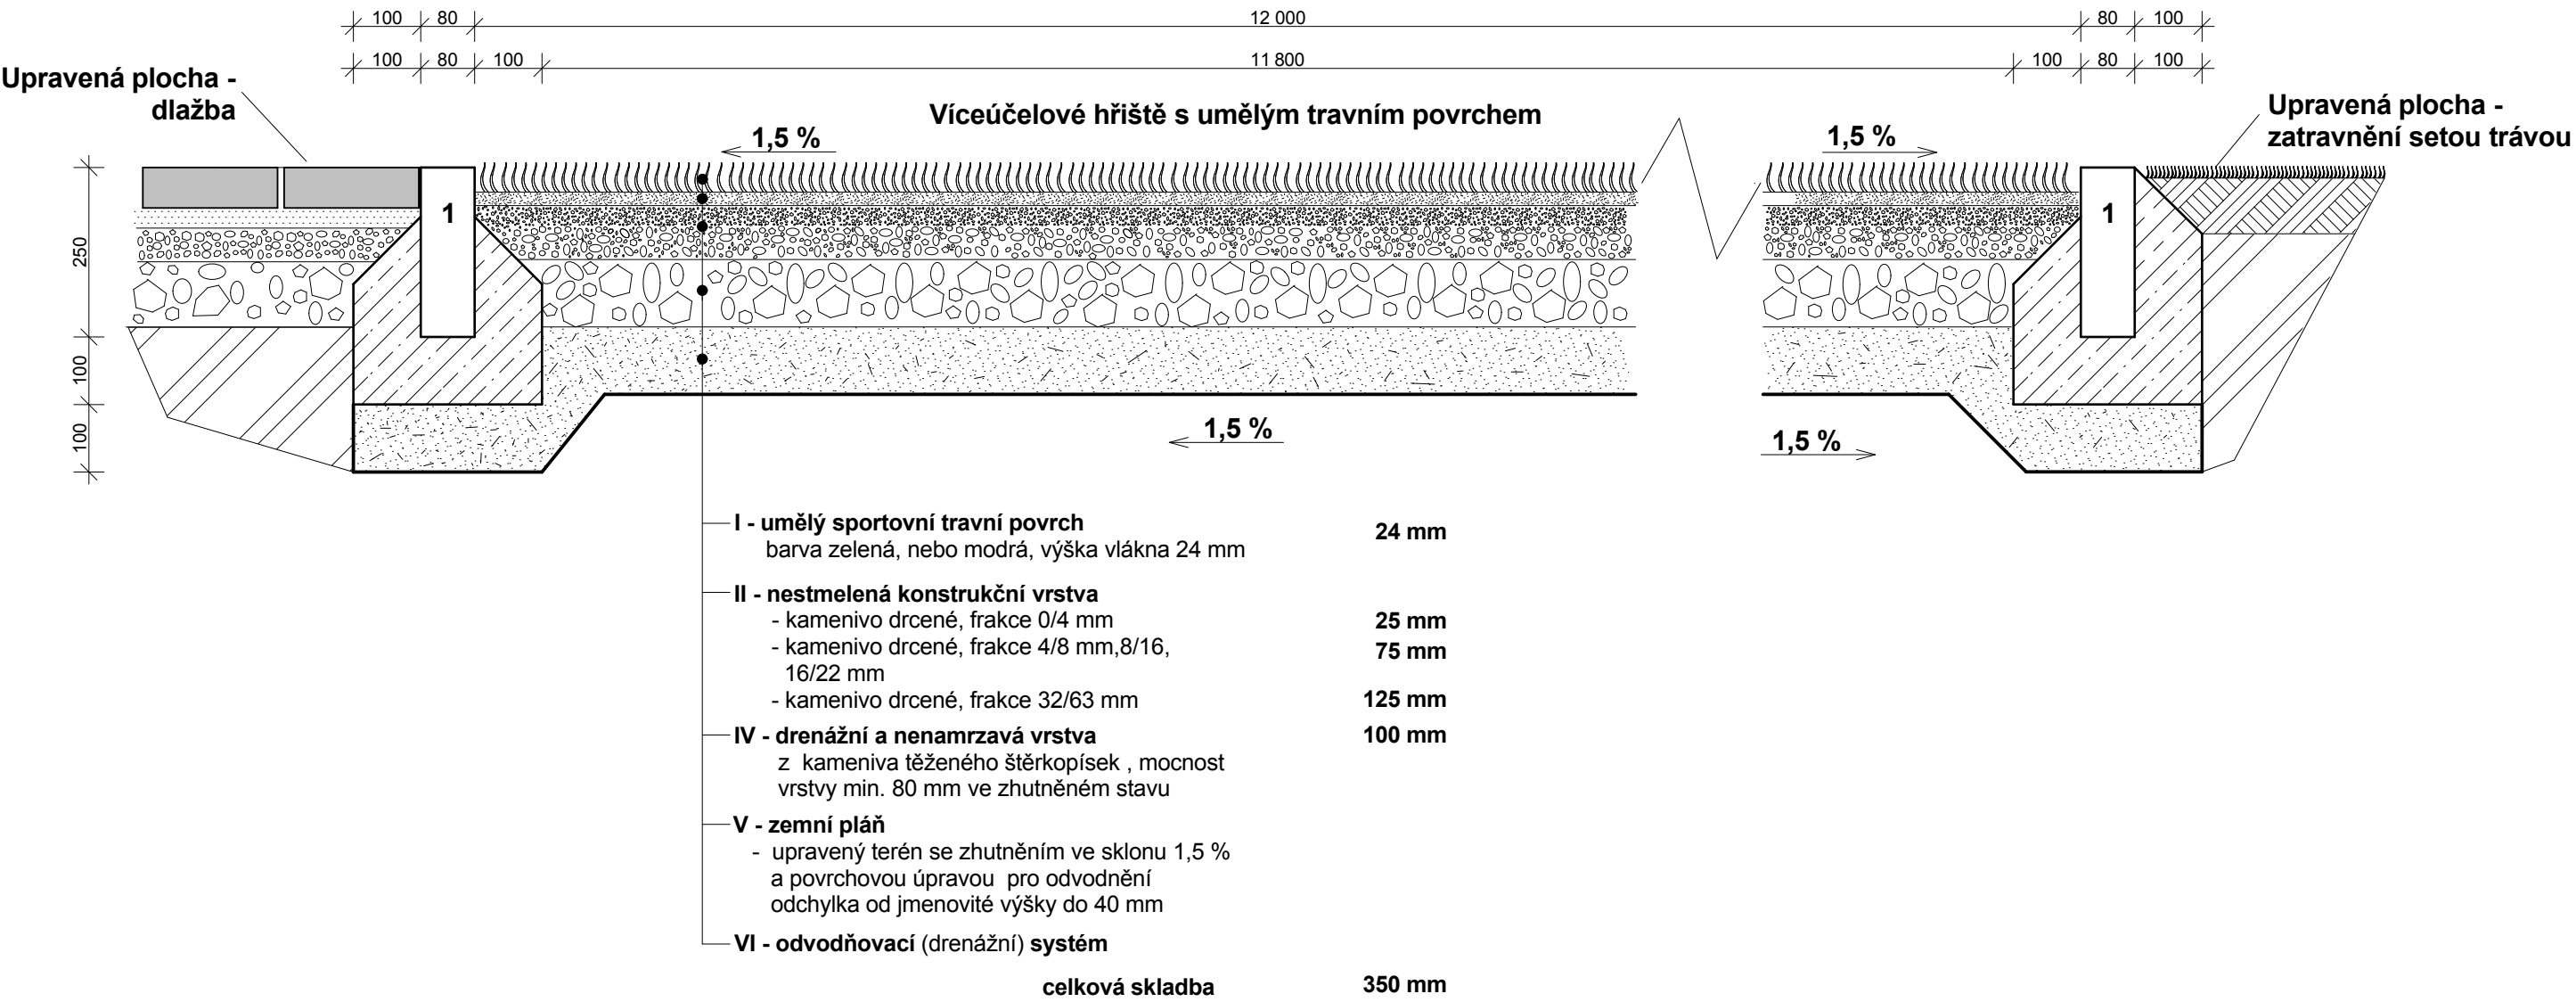 100 80 12 000 80 100
100 80 100 11 800 100 80 100
Upravená plocha -
dlažba
Víceúčelové hřiště s umělým travním povrchem
Upravená plocha -
zatravnění setou trávou
1,5 %
1,5 %
1
1
250
100
100
1,5 %
1,5 %
I - umělý sportovní travní povrch 24 mm
barva zelená, nebo modrá, výška vlákna 24 mm
II - nestmelená konstrukční vrstva
- kamenivo drcené, frakce 0/4 mm 25 mm
- kamenivo drcené, frakce 4/8 mm,8/16, 75 mm
16/22 mm
- kamenivo drcené, frakce 32/63 mm 125 mm
IV - drenážní a nenamrzavá vrstva 100 mm
z kameniva těženého štěrkopísek , mocnost
vrstvy min. 80 mm ve zhutněném stavu
V - zemní pláň
- upravený terén se zhutněním ve sklonu 1,5 %
a povrchovou úpravou pro odvodnění
odchylka od jmenovité výšky do 40 mm
VI - odvodňovací (drenážní) systém
celková skladba 350 mm